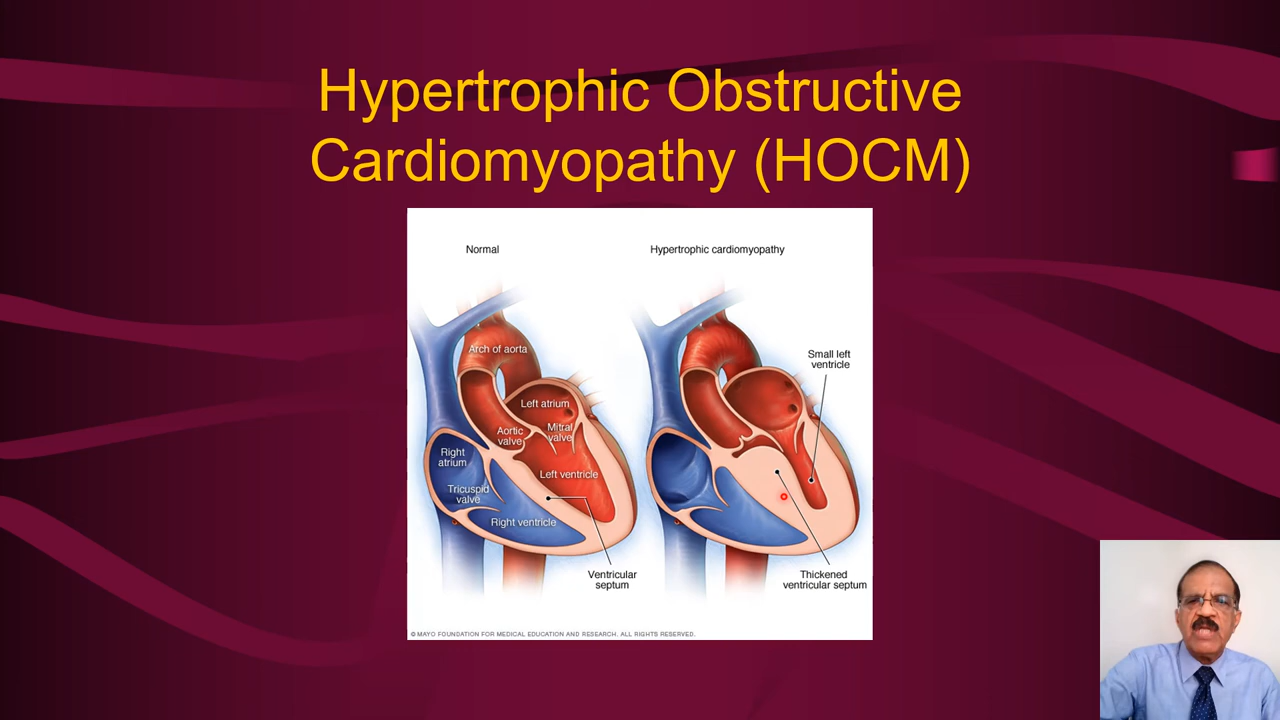 Hypertrophic Obstructive
Cardiomyopathy (HOCM)
Normal
Hypertrophic cardiomyopathy
Arch of aorta
Left atrium
Aortic
valve
Mitral
valve
Right
atrium
Left ventricle
Tricuspid
valve
Right ventricle
Ventricular
septum
Small left
ventricle
Thickened
ventricular septum
© MAYO FOUNDATION FOR MEDICAL EDUCATION AND RESEARCH. ALL RIGHTS RESERVED.